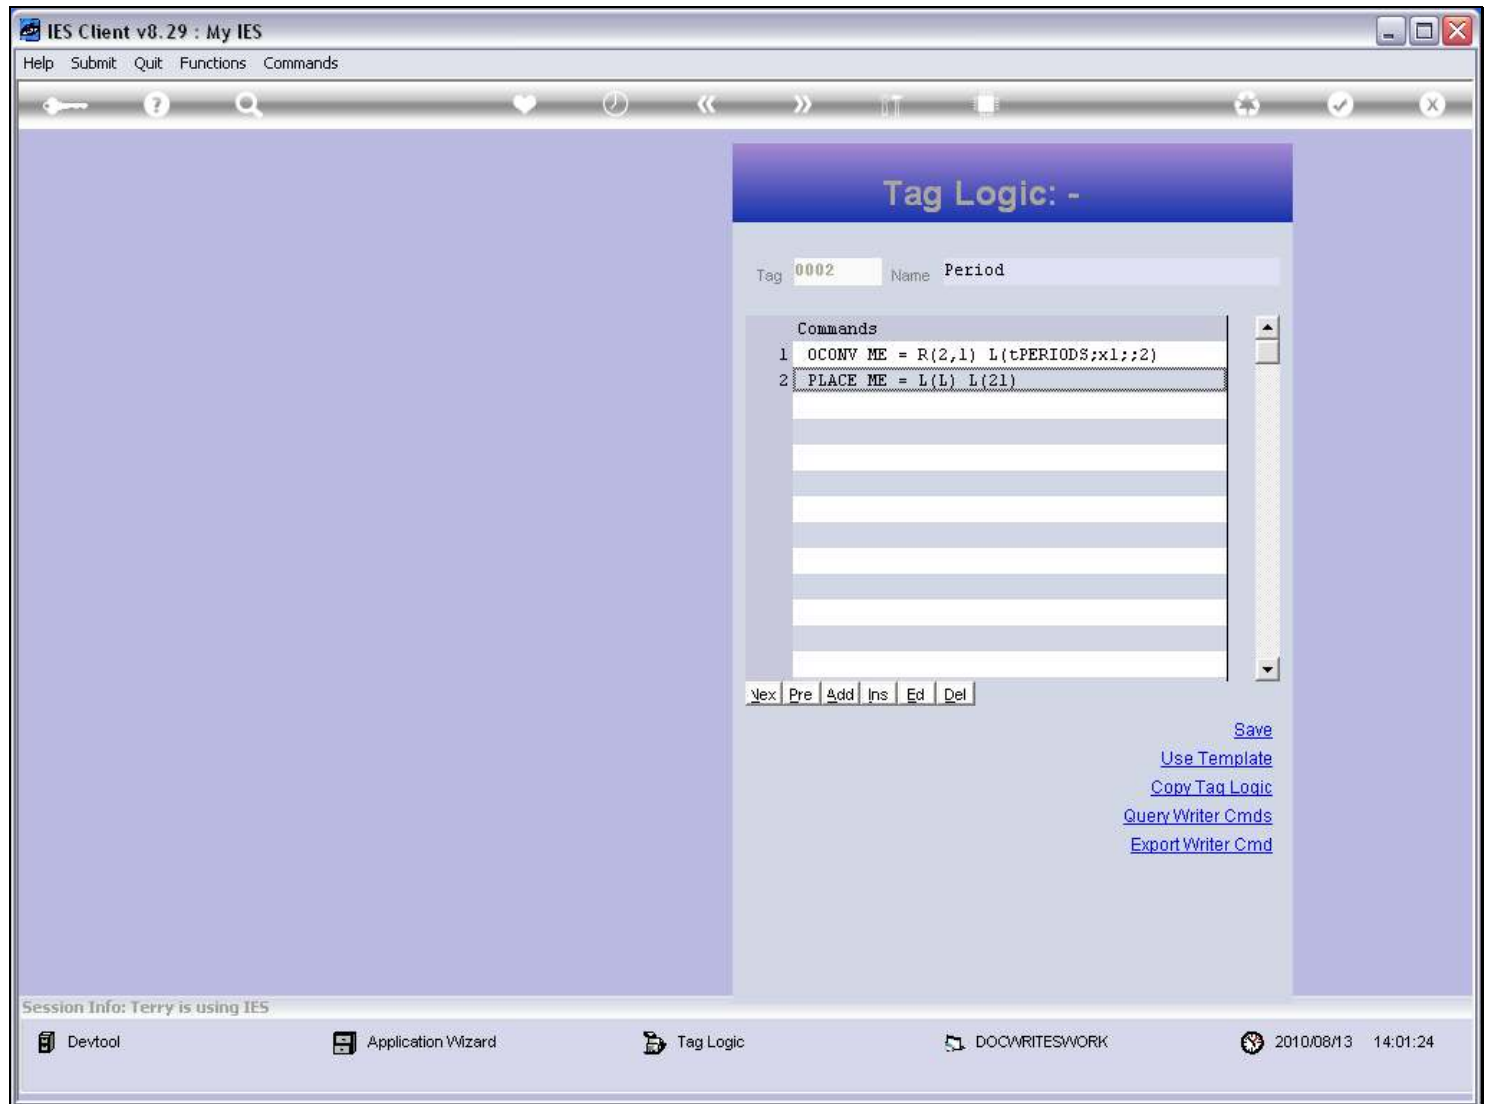 IES Client v8.29 : My IES
Help Submit Quit Functions Commands
Tag Logic: -
Tag 0002 Name Period
Commands
1 OCONV ME = R(2,1) L(tPERIODS;x1;;2)
2 PLACE ME = L(L) L(21)
Nex Pre Add Ins Ed Del
Save
Use Template
Copy Tag Logic
Query Writer Cmds
Export Writer Cmd
Session Info: Terry is using IES
Devtool Application Wizard Tag Logic DOCWRITESWORK 2010/08/13 14:01:24